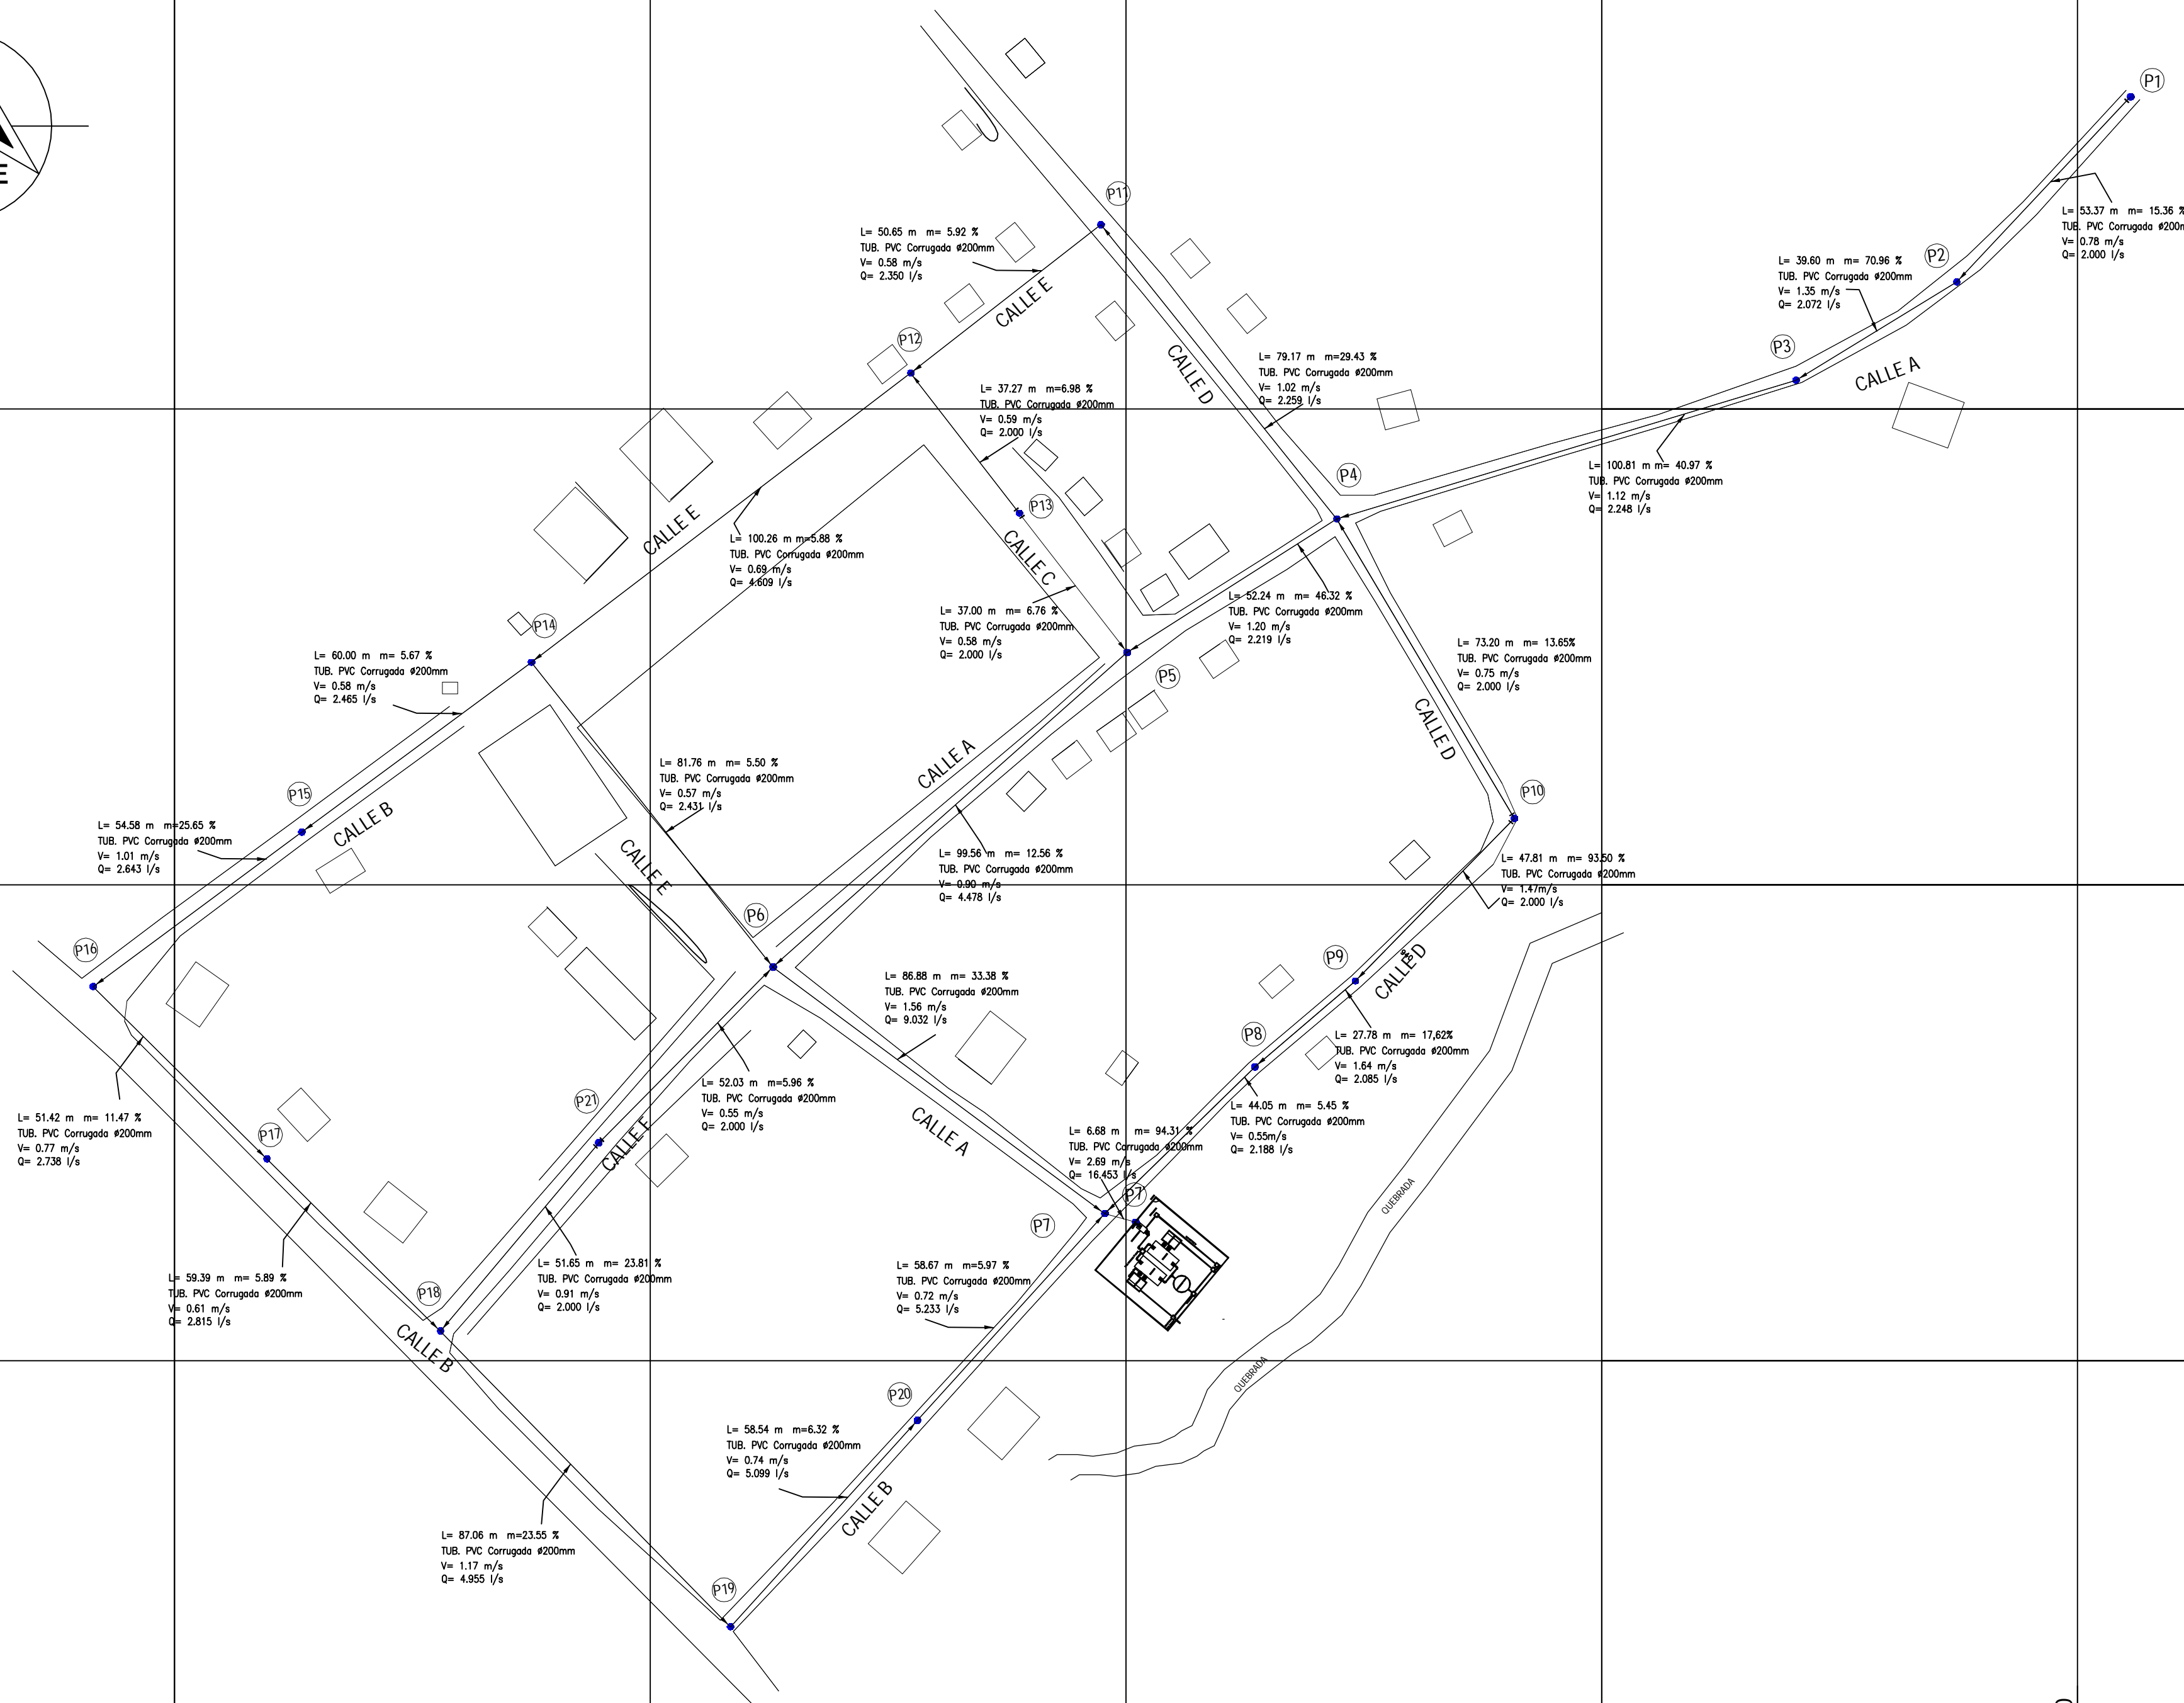 P1
L= 53.37 m m= 15.36 %
TUB. PVC Corrugada ø200m
V= 0.78 m/s
Q= 2.000 l/s
P2
L= 39.60 m m= 70.96 %
TUB. PVC Corrugada ø200mm
V= 1.35 m/s
Q= 2.072 l/s
P3
CALLE A
L= 100.81 m m= 40.97 %
TUB. PVC Corrugada ø200mm
V= 1.12 m/s
Q= 2.248 l/s
E
P11
L= 50.65 m m= 5.92 %
TUB. PVC Corrugada ø200mm
V= 0.58 m/s
Q= 2.350 l/s
CALLE E
P12
CALLE D
L= 79.17 m m=29.43 %
TUB. PVC Corrugada ø200mm
V= 1.02 m/s
Q= 2.259 l/s
L= 37.27 m m=6.98 %
TUB. PVC Corrugada ø200mm
V= 0.59 m/s
Q= 2.000 l/s
P4
P13
CALLE E
CALLE C
L= 100.26 m m=5.88 %
TUB. PVC Corrugada ø200mm
V= 0.69 m/s
Q= 4.609 l/s
L= 37.00 m m= 6.76 %
TUB. PVC Corrugada ø200mm
V= 0.58 m/s
Q= 2.000 l/s
L= 52.24 m m= 46.32 %
TUB. PVC Corrugada ø200mm
V= 1.20 m/s
Q= 2.219 l/s
P14
L= 60.00 m m= 5.67 %
TUB. PVC Corrugada ø200mm
V= 0.58 m/s
Q= 2.465 l/s
P5
L= 73.20 m m= 13.65%
TUB. PVC Corrugada ø200mm
V= 0.75 m/s
Q= 2.000 l/s
CALLE D
P15
CALLE B
L= 81.76 m m= 5.50 %
TUB. PVC Corrugada ø200mm
V= 0.57 m/s
Q= 2.431 l/s
CALLE A
P10
L= 54.58 m m=25.65 %
TUB. PVC Corrugada ø200mm
V= 1.01 m/s
Q= 2.643 l/s
CALLE E
L= 99.56 m m= 12.56 %
TUB. PVC Corrugada ø200mm
V= 0.90 m/s
Q= 4.478 l/s
L= 47.81 m m= 93.50 %
TUB. PVC Corrugada ø200mm
V= 1.47m/s
Q= 2.000 l/s
P6
P16
P9
CALLE D
L= 86.88 m m= 33.38 %
TUB. PVC Corrugada ø200mm
V= 1.56 m/s
Q= 9.032 l/s
P8
L= 27.78 m m= 17,62%
TUB. PVC Corrugada ø200mm
V= 1.64 m/s
Q= 2.085 l/s
L= 52.03 m m=5.96 %
TUB. PVC Corrugada ø200mm
V= 0.55 m/s
Q= 2.000 l/s
P21
L= 51.42 m m= 11.47 %
TUB. PVC Corrugada ø200mm
V= 0.77 m/s
Q= 2.738 l/s
P17
CALLE F
CALLE A
L= 44.05 m m= 5.45 %
TUB. PVC Corrugada ø200mm
V= 0.55m/s
Q= 2.188 l/s
L= 6.68 m m= 94.31 %
TUB. PVC Corrugada ø200mm
V= 2.69 m/s
Q= 16.453 l/s
P7'
P7
QUEBRADA
L= 59.39 m m= 5.89 %
TUB. PVC Corrugada ø200mm
V= 0.61 m/s
Q= 2.815 l/s
P18
L= 51.65 m m= 23.81 %
TUB. PVC Corrugada ø200mm
V= 0.91 m/s
Q= 2.000 l/s
L= 58.67 m m=5.97 %
TUB. PVC Corrugada ø200mm
V= 0.72 m/s
Q= 5.233 l/s
CALLE B
QUEBRADA
P20
L= 58.54 m m=6.32 %
TUB. PVC Corrugada ø200mm
V= 0.74 m/s
Q= 5.099 l/s
CALLE B
L= 87.06 m m=23.55 %
TUB. PVC Corrugada ø200mm
V= 1.17 m/s
Q= 4.955 l/s
P19